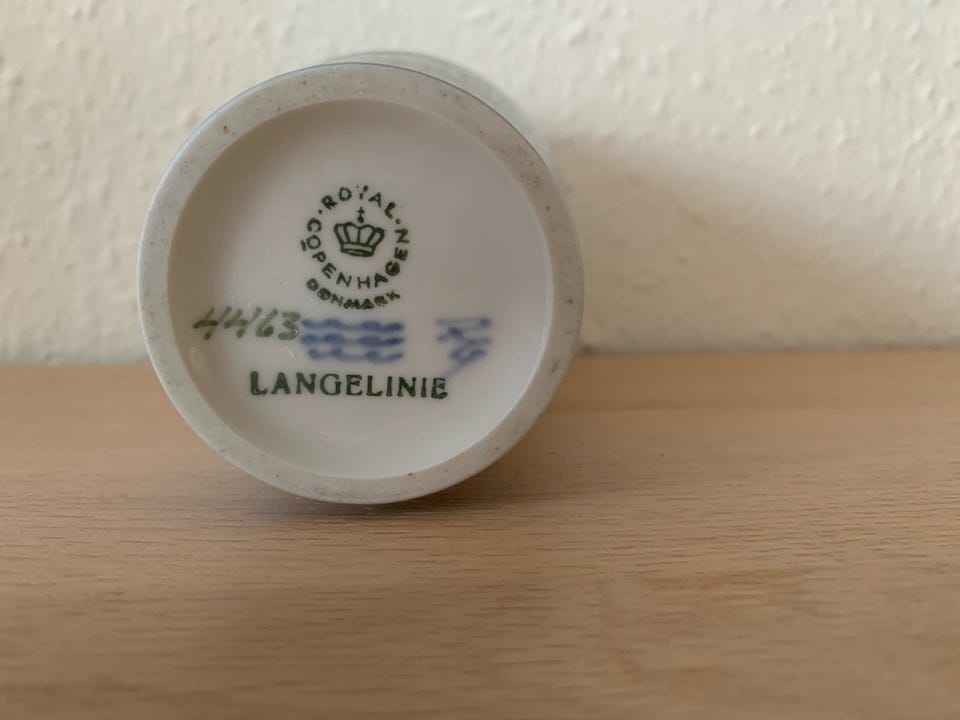 ROYAL
COPENHAGEN
DENMARK
4463
LANGELINIE